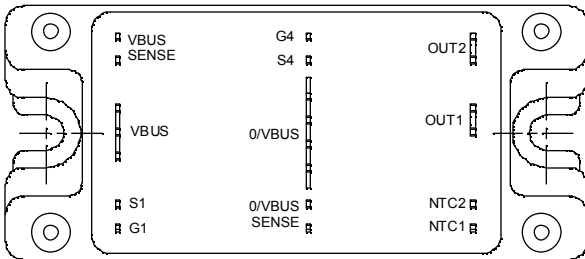 VBUS
SENSE
G4
S4
OUT2
VBUS
0/VBUS
OUT1
S1
G1
0/VBUS
SENSE
NTC2
NTC1